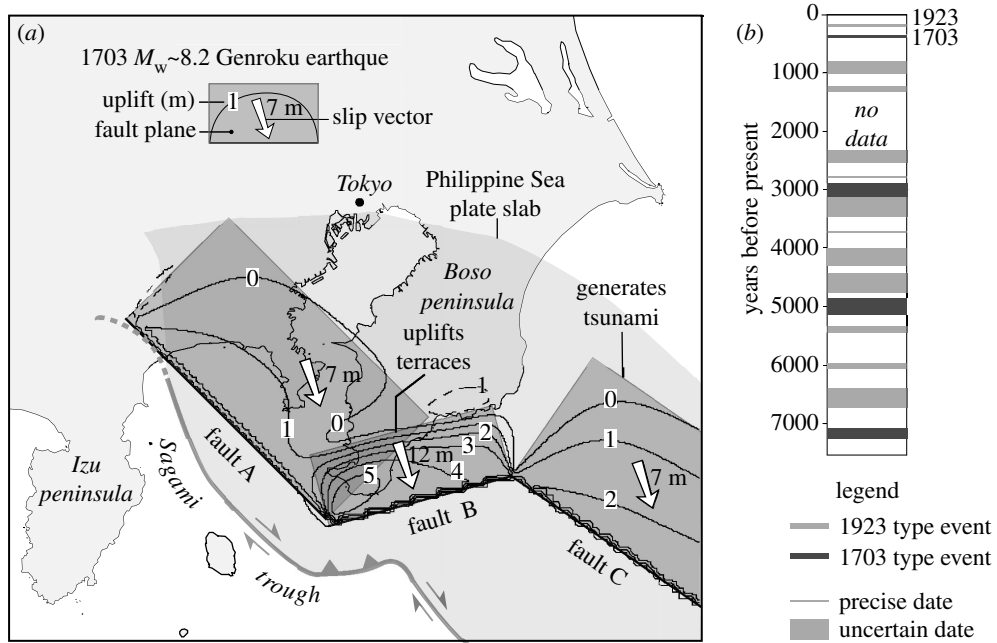 (a)
1703 Mw~8.2 Genroku earthque
uplift (m)
1
7 m
slip vector
fault plane
Tokyo
Philippine Sea
plate slab
Boso
peninsula
uplifts
terraces
generates
tsunami
0
7 m
0
1
1
2
3
12 m
4
5
0
1
2
7 m
fault A
fault B
fault C
Izu
peninsula
Sagami
trough
(b)
0
1923
1703
1000
2000
no
data
3000
4000
5000
6000
7000
years before present
legend
1923 type event
1703 type event
precise date
uncertain date